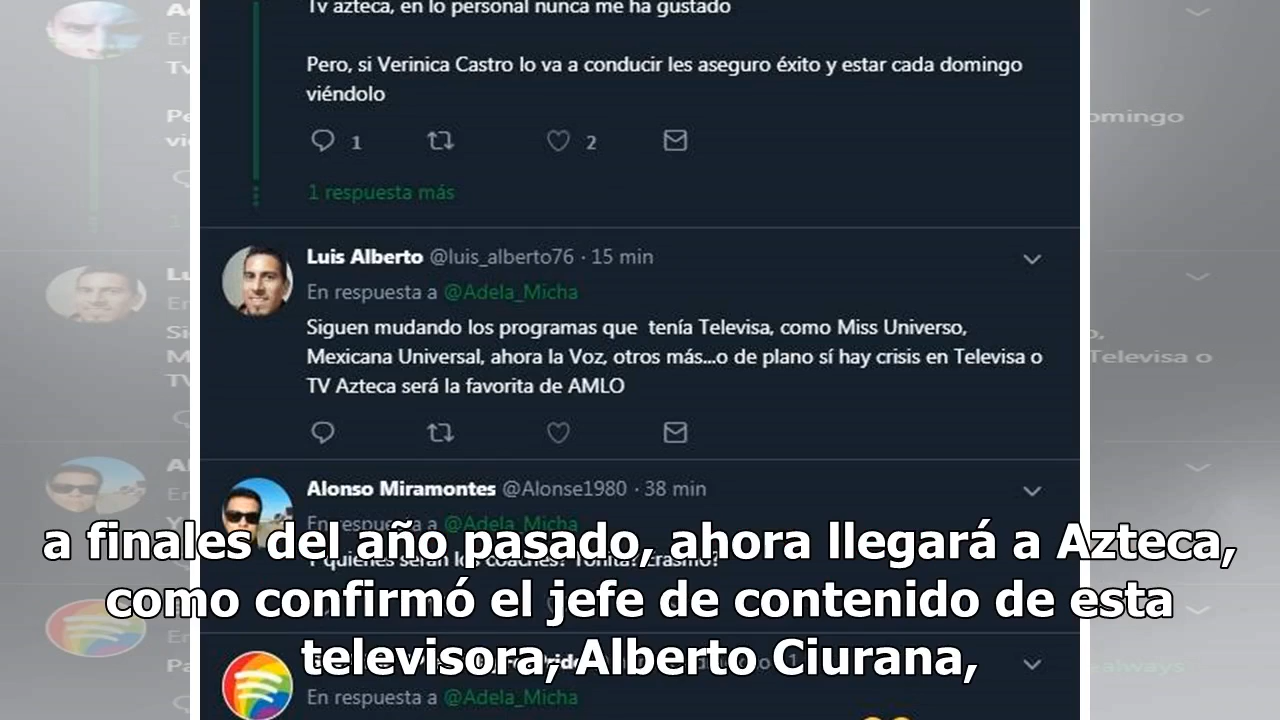 Tv azteca, en lo personal nunca me ha gustado
Pero, si Verinica Castro lo va a conducir les aseguro éxito y estar cada domingo
viéndolo
1
2
1 respuesta más
Luis Alberto @luis_alberto76 · 15 min
En respuesta a @Adela_Micha
Siguen mudando los programas que tenía Televisa, como Miss Universo,
Mexicana Universal, ahora la Voz, otros más...o de plano sí hay crisis en Televisa o
TV Azteca será la favorita de AMLO
Alonso Miramontes @Alonse1980 · 38 min
En respuesta a @Adela_Micha
Y quienes serán los coaches? Toñita? Erasmo?
a finales del año pasado, ahora llegará a Azteca,
como confirmó el jefe de contenido de esta
televisora, Alberto Ciurana,
En respuesta a @Adela_Micha